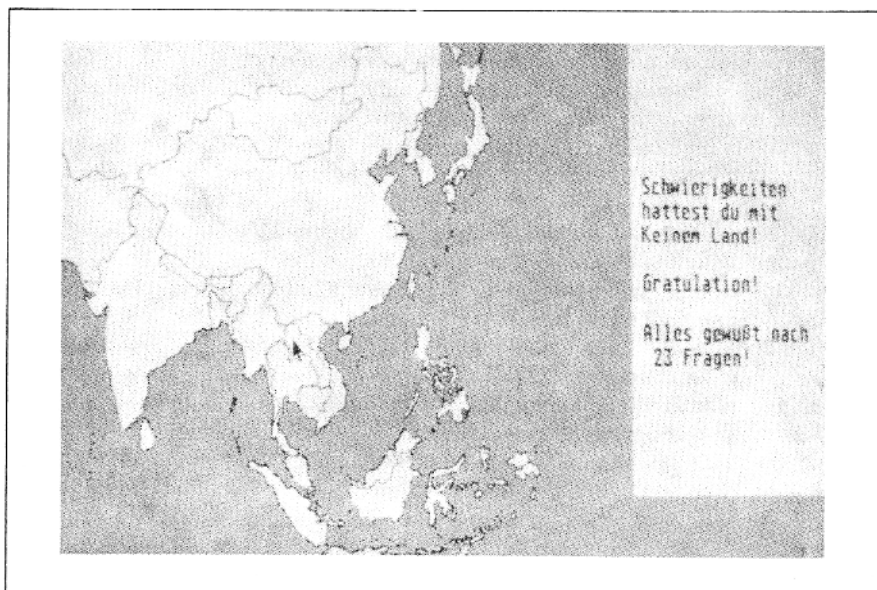 Schwierigkeiten
hattest du mit
Keinem Land!
Gratulation!
Alles gewußt nach
23 Fragen!